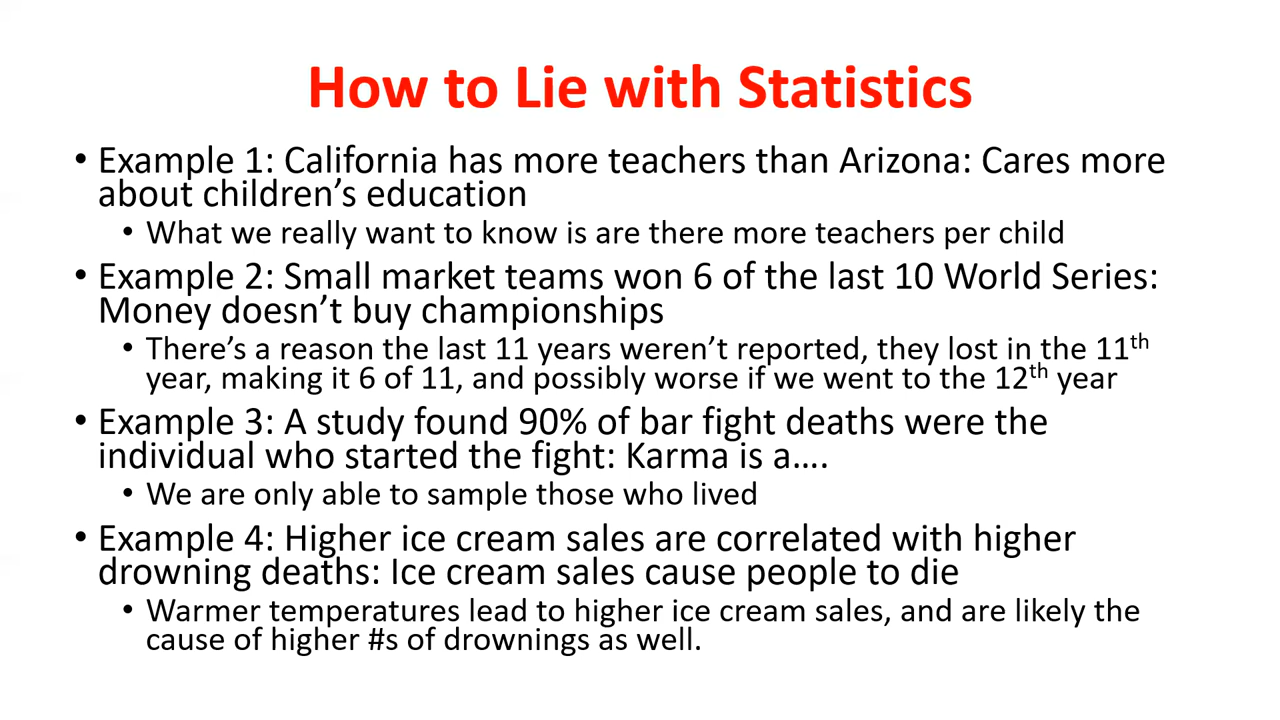 How to Lie with Statistics
• Example 1: California has more teachers than Arizona: Cares more
about children’s education
• What we really want to know is are there more teachers per child
• Example 2: Small market teams won 6 of the last 10 World Series:
Money doesn’t buy championships
• There’s a reason the last 11 years weren’t reported, they lost in the 11th
year, making it 6 of 11, and possibly worse if we went to the 12th year
• Example 3: A study found 90% of bar fight deaths were the
individual who started the fight: Karma is a….
• We are only able to sample those who lived
• Example 4: Higher ice cream sales are correlated with higher
drowning deaths: Ice cream sales cause people to die
• Warmer temperatures lead to higher ice cream sales, and are likely the
cause of higher #s of drownings as well.